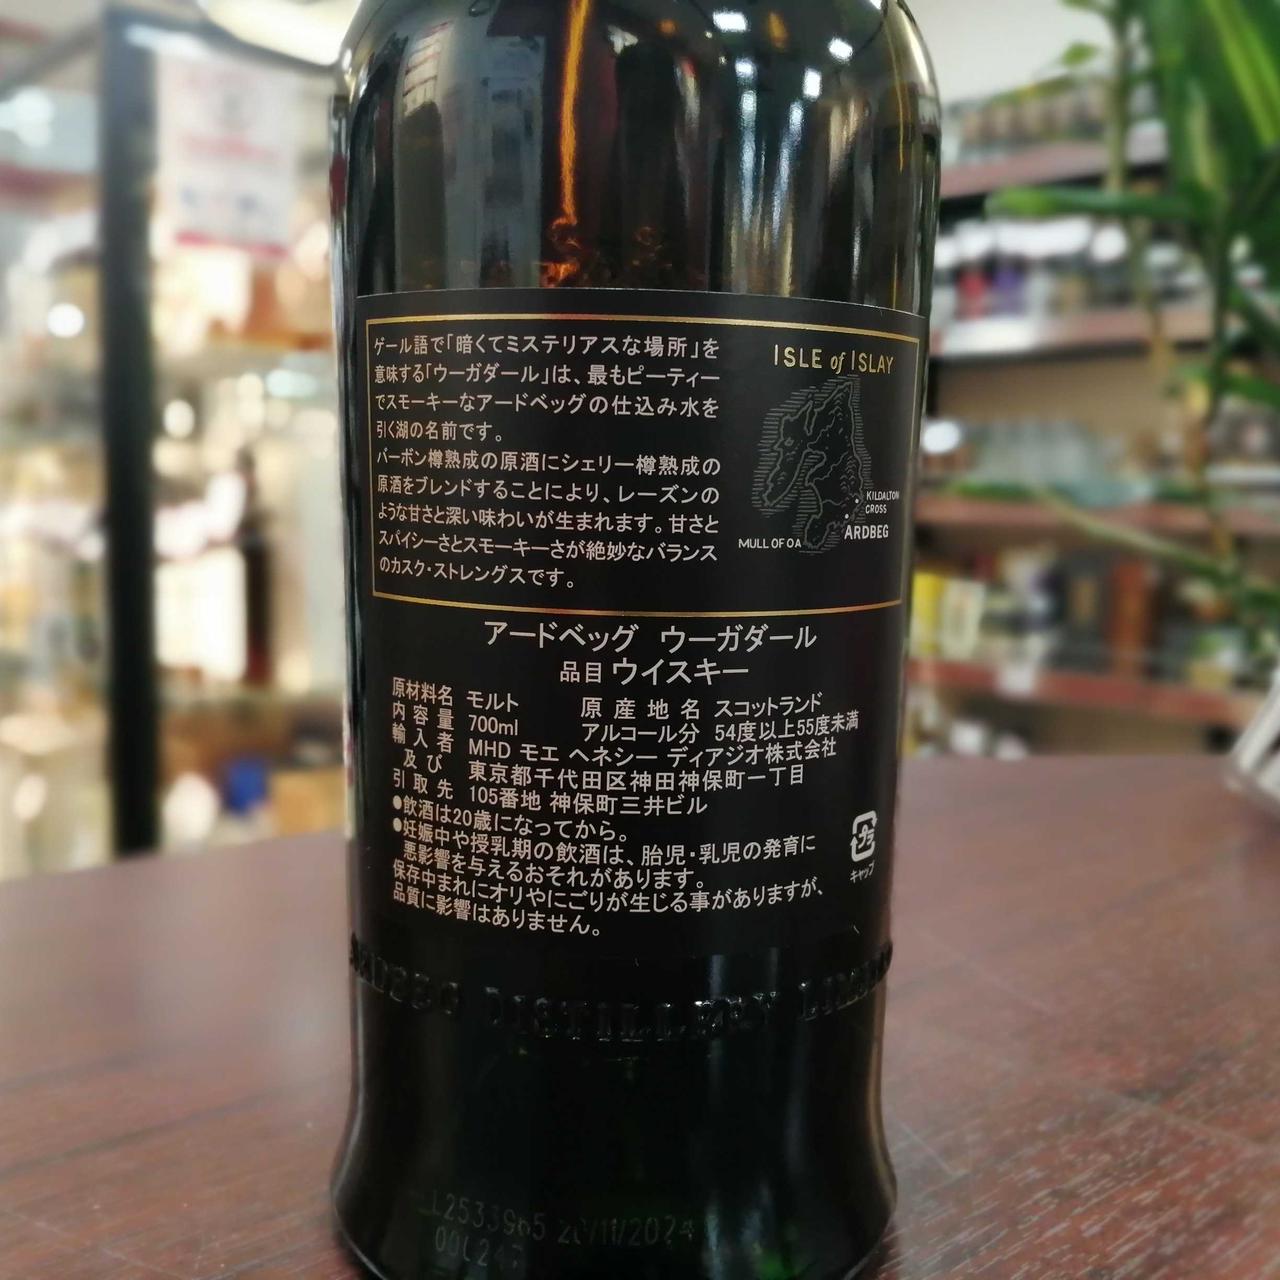 ゲール語で「暗くてミステリアスな場所」を
意味する「ウーガダール」は、最もピーティー
でスモーキーなアードベッグの仕込み水を
引く湖の名前です。
バーボン樽熟成の原酒にシェリー樽熟成の
原酒をブレンドすることにより、レーズンの
ような甘さと深い味わいが生まれます。甘さと
スパイシーさとスモーキーさが絶妙なバランス
のカスク・ストレングスです。
ISLE of ISLAY
KILDALTON
CROSS
ARDBEG
MULL OF OA
アードベッグ ウーガダール
品目 ウイスキー
原材料名 モルト 原産地名 スコットランド
内容量 700ml アルコール分 54度以上55度未満
輸入者 MHD モエ ヘネシー ディアジオ株式会社
及び 東京都千代田区神田神保町一丁目
引取先 105番地 神保町三井ビル
●飲酒は20歳になってから。
●妊娠中や授乳期の飲酒は、胎児・乳児の発育に
悪影響を与えるおそれがあります。
保存中まれにオリやにごりが生じる事がありますが、
品質に影響はありません。
キャップ
ARDBEG DISTILLERY LIMITED
/11/2024